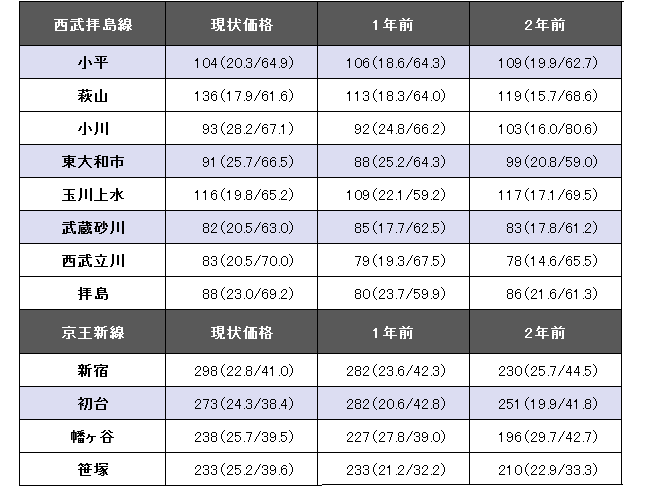 西武拝島線 現状価格 1年前 2年前
小平 104(20.3/64.9) 106(18.6/64.3) 109(19.9/62.7)
萩山 136(17.9/61.6) 113(18.3/64.0) 119(15.7/68.6)
小川 93(28.2/67.1) 92(24.8/66.2) 103(16.0/80.6)
東大和市 91(25.7/66.5) 88(25.2/64.3) 99(20.8/59.0)
玉川上水 116(19.8/65.2) 109(22.1/59.2) 117(17.1/69.5)
武蔵砂川 82(20.5/63.0) 85(17.7/62.5) 83(17.8/61.2)
西武立川 83(20.5/70.0) 79(19.3/67.5) 78(14.6/65.5)
拝島 88(23.0/69.2) 80(23.7/59.9) 86(21.6/61.3)
京王新線 現状価格 1年前 2年前
新宿 298(22.8/41.0) 282(23.6/42.3) 230(25.7/44.5)
初台 273(24.3/38.4) 282(20.6/42.8) 251(19.9/41.8)
幡ヶ谷 238(25.7/39.5) 227(27.8/39.0) 196(29.7/42.7)
笹塚 233(25.2/39.6) 233(21.2/32.2) 210(22.9/33.3)